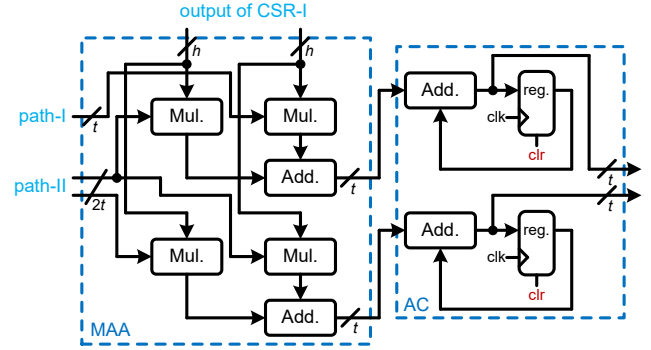 output of CSR-I
h
h
path-I
t
Mul.
Mul.
Add.
reg.
clk
clr
path-II
2t
Add.
t
t
t
Mul.
Mul.
Add.
reg.
clk
clr
Add.
t
MAA
AC